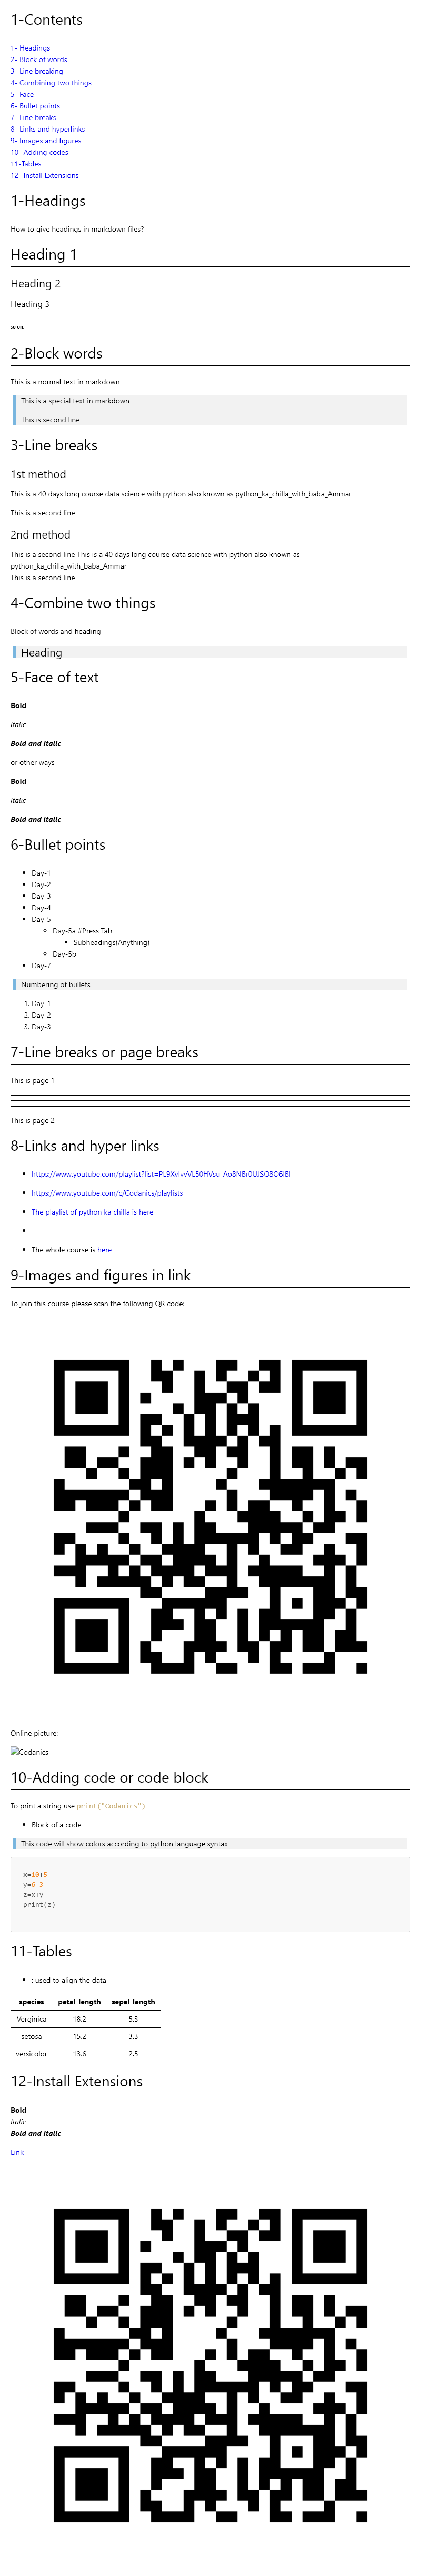 1-Contents
1- Headings
2- Block of words
3- Line breaking
4- Combining two things
5- Face
6- Bullet points
7- Line breaks
8- Links and hyperlinks
9- Images and figures
10- Adding codes
11-Tables
12- Install Extensions
1-Headings
How to give headings in markdown files?
Heading 1
Heading 2
Heading 3
so on.
2-Block words
This is a normal text in markdown
This is a special text in markdown
This is second line
3-Line breaks
1st method
This is a 40 days long course data science with python also known as python_ka_chilla_with_baba_Ammar
This is a second line
2nd method
This is a second line This is a 40 days long course data science with python also known as
python_ka_chilla_with_baba_Ammar
This is a second line
4-Combine two things
Block of words and heading
Heading
5-Face of text
Bold
Italic
Bold and Italic
or other ways
Bold
Italic
Bold and italic
6-Bullet points
Day-1
Day-2
Day-3
Day-4
Day-5
Day-5a #Press Tab
Subheadings(Anything)
Day-5b
Day-7
Numbering of bullets
1. Day-1
2. Day-2
3. Day-3
7-Line breaks or page breaks
This is page 1
This is page 2
8-Links and hyper links
https://www.youtube.com/c/Codanics/playlists
The playlist of python ka chilla is here
The whole course is here
9-Images and figures in link
To join this course please scan the following QR code:
Online picture:
Codanics
10-Adding code or code block
To print a string use print("Codanics")
Block of a code
This code will show colors according to python language syntax
x=10+5
y=6-3
z=x+y
print(z)
11-Tables
: used to align the data
species petal_length sepal_length
Verginica 18.2 5.3
setosa 15.2 3.3
versicolor 13.6 2.5
12-Install Extensions
Bold
Italic
Bold and Italic
Link